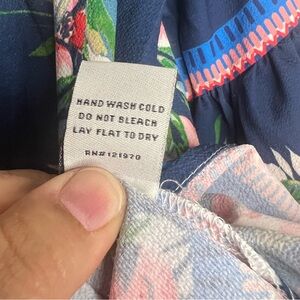 HAND WASH COLD
DO NOT BLEACH
LAY FLAT TO DRY
RN#121970